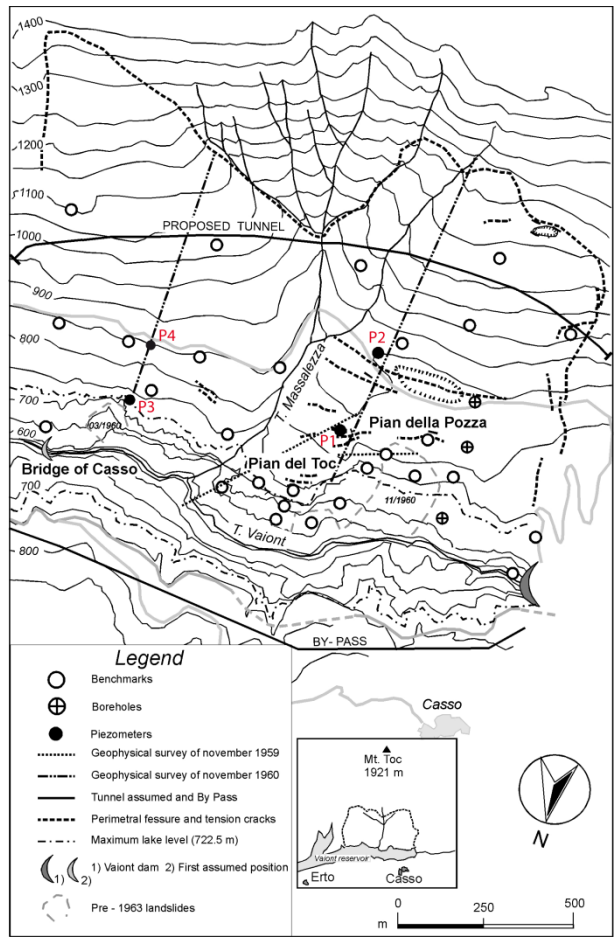 1400
1300
1200
1100
PROPOSED TUNNEL
1000
900
800
P4
P2
700
P3
T. Massalezza
03/1960
P1
Pian della Pozza
600
Bridge of Casso
Pian del Toc
700
11/1960
T. Vaiont
800
BY- PASS
Legend
Benchmarks
Boreholes
Piezometers
Geophysical survey of november 1959
Geophysical survey of november 1960
Tunnel assumed and By Pass
Perimetral fessure and tension cracks
Maximum lake level (722.5 m)
1) 2) 1) Vaiont dam 2) First assumed position
Pre - 1963 landslides
Casso
Mt. Toc
1921 m
Vaiont reservoir
Erto
Casso
N
0 250 500
m